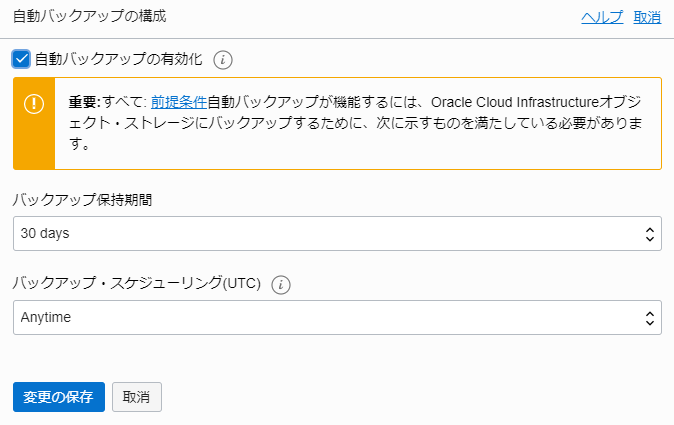 自動バックアップの構成
ヘルプ 取消
自動バックアップの有効化
重要:すべて: 前提条件自動バックアップが機能するには、Oracle Cloud Infrastructureオブジ
ェクト・ストレージにバックアップするために、次に示すものを満たしている必要がありま
す。
バックアップ保持期間
30 days
バックアップ・スケジューリング(UTC)
Anytime
変更の保存 取消